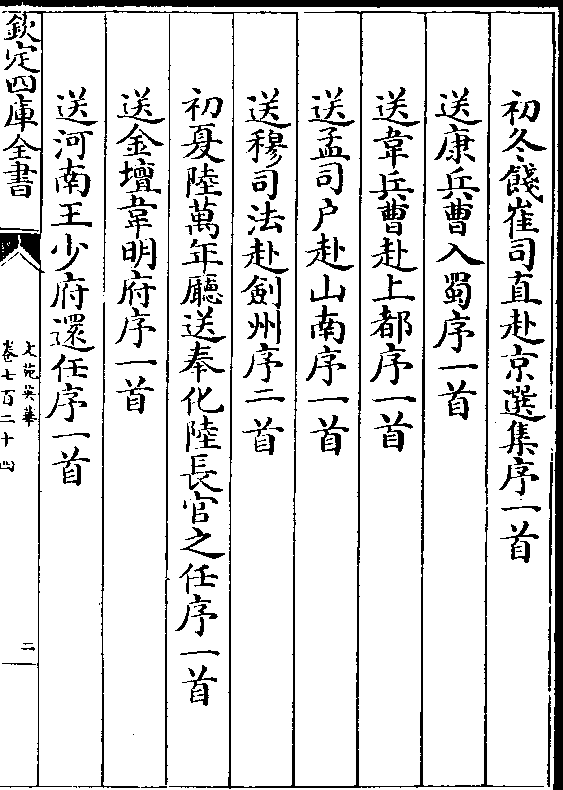 初冬餞崔司直赴京選集序一首
送康兵曹入蜀序一首
送韋兵曹赴上都序一首
送孟司户赴山南序一首
送穆司法赴劍州序二首
初夏陸萬年廳送奉化陸長官之任序一首
送金壇韋明府序一首
送河南王少府還任序一首
欽定四庫全書
文苑英華
卷七百二十四
二